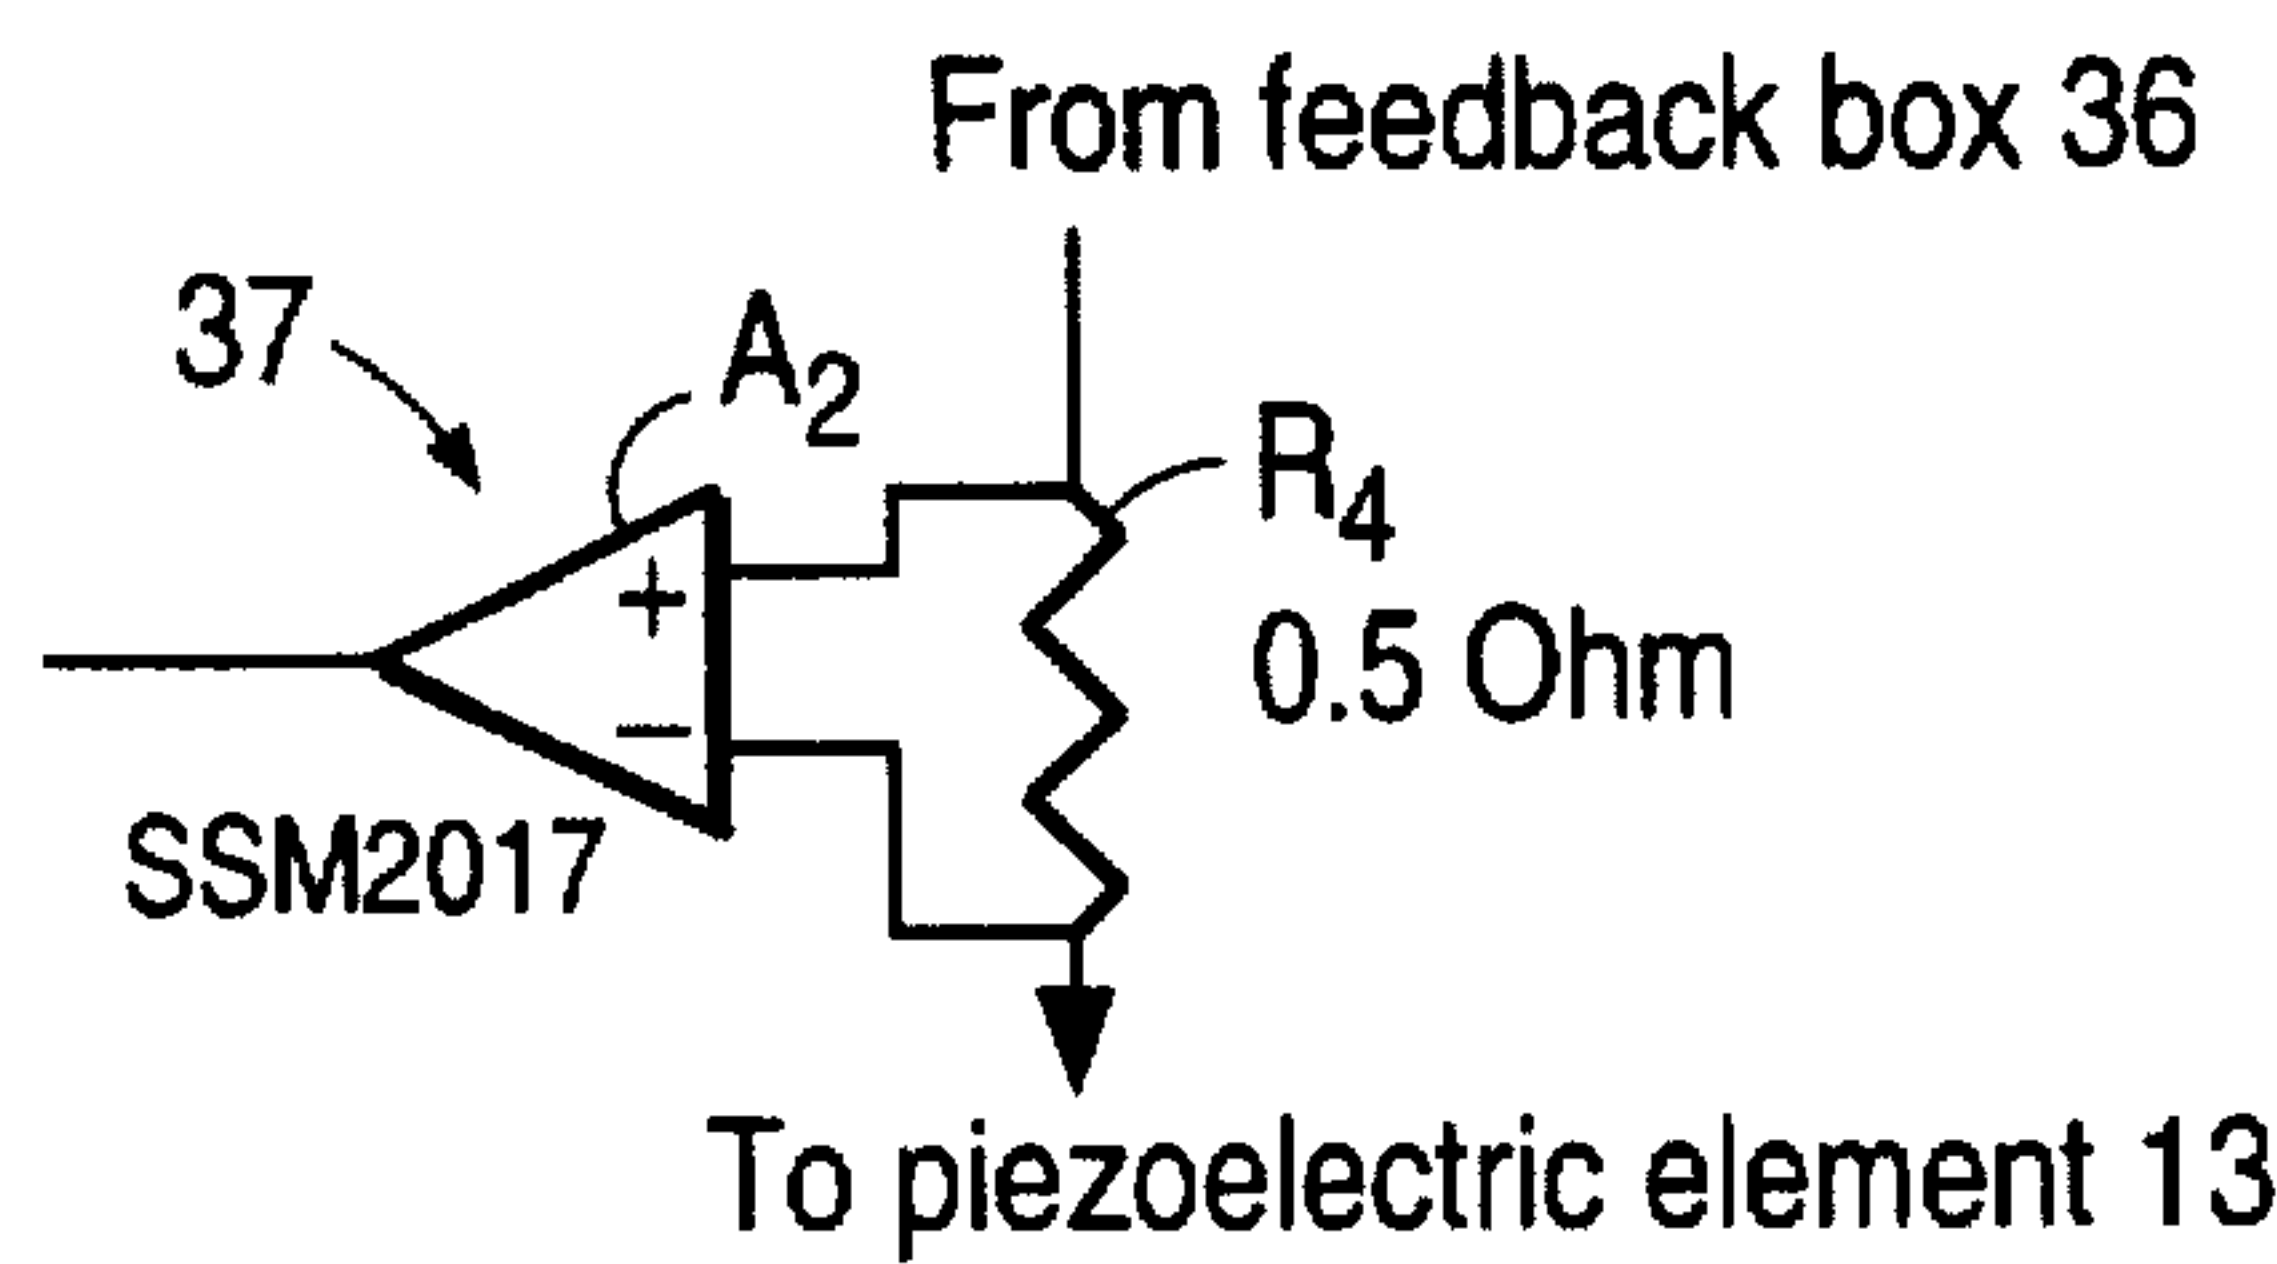 From feedback box 36
37
A2
R4
0.5 Ohm
+
−
SSM2017
To piezoelectric element 13